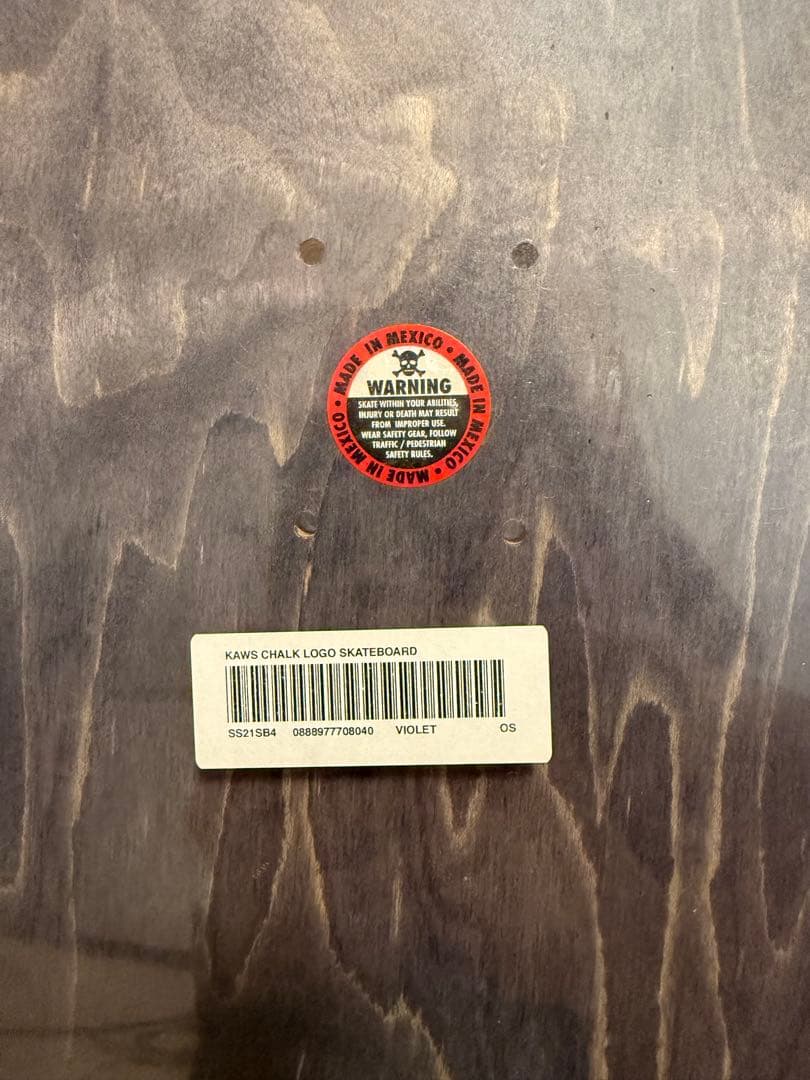 MADE IN MEXICO • MADE IN MEXICO • MADE IN MEXICO •
WARNING
SKATE WITHIN YOUR ABILITIES,
INJURY OR DEATH MAY RESULT
FROM IMPROPER USE.
WEAR SAFETY GEAR, FOLLOW
TRAFFIC / PEDESTRIAN
SAFETY RULES.
KAWS CHALK LOGO SKATEBOARD
SS21SB4 0888977708040 VIOLET OS